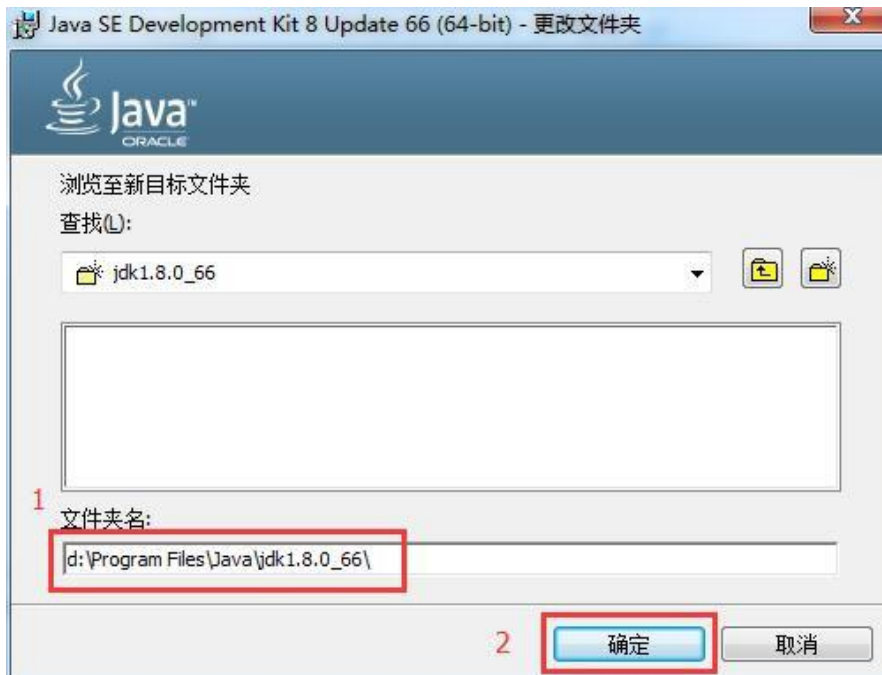 Java SE Development Kit 8 Update 66 (64-bit) - 更改文件夹
Java™
ORACLE
浏览至新目标文件夹
查找(L):
jdk1.8.0_66
1
文件夹名:
d:\Program Files\Java\jdk1.8.0_66\
2 确定 取消